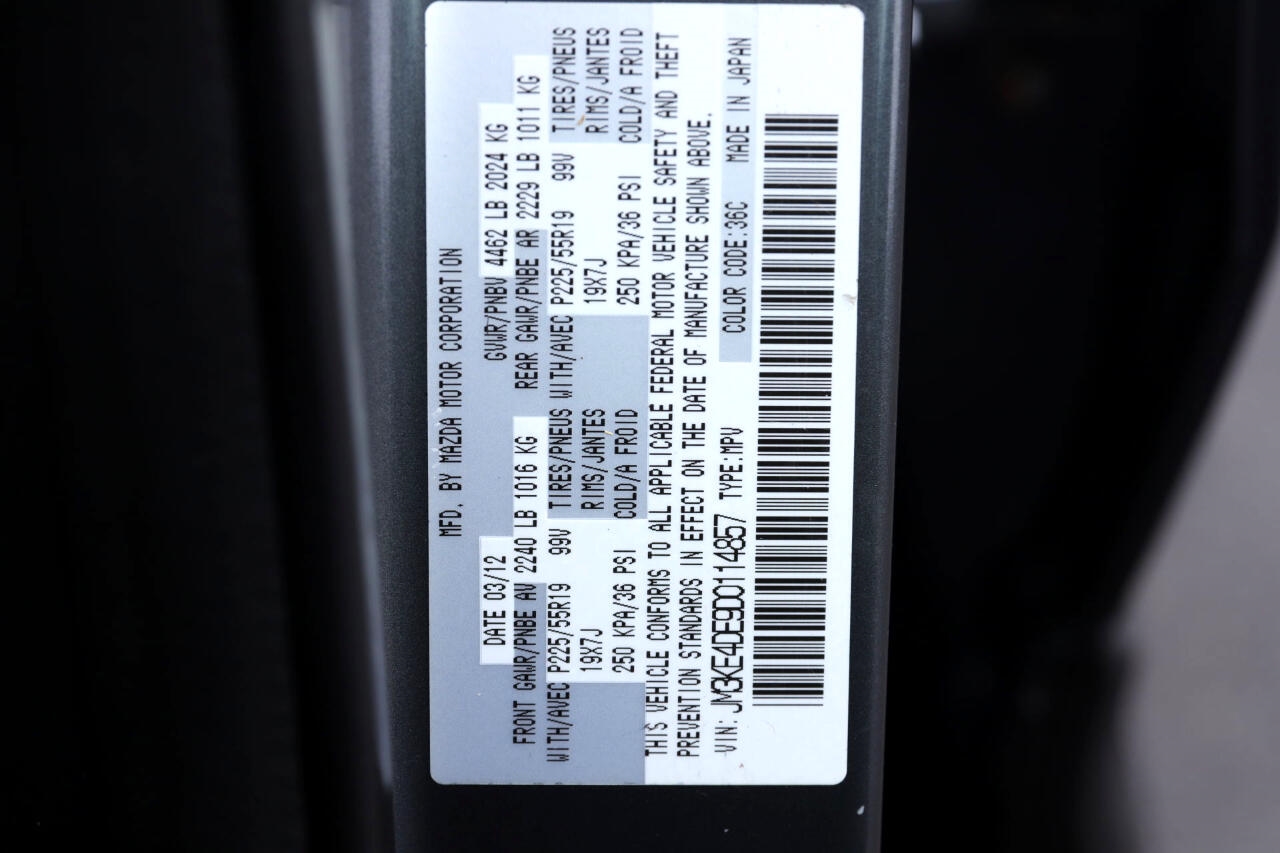 MFD. BY MAZDA MOTOR CORPORATION
DATE 03/12 GVWR/PNBV 4462 LB 2024 KG
FRONT GAWR/PNBE AV 2240 LB 1016 KG REAR GAWR/PNBE AR 2229 LB 1011 KG
WITH/AVEC P225/55R19 99V TIRES/PNEUS WITH/AVEC P225/55R19 99V TIRES/PNEUS
19X7J RIMS/JANTES 19X7J RIMS/JANTES
250 KPA/36 PSI COLD/A FROID 250 KPA/36 PSI COLD/A FROID
THIS VEHICLE CONFORMS TO ALL APPLICABLE FEDERAL MOTOR VEHICLE SAFETY AND THEFT
PREVENTION STANDARDS IN EFFECT ON THE DATE OF MANUFACTURE SHOWN ABOVE.
VIN: JM3KE4DE9D0114857 TYPE:MPV COLOR CODE:36C MADE IN JAPAN